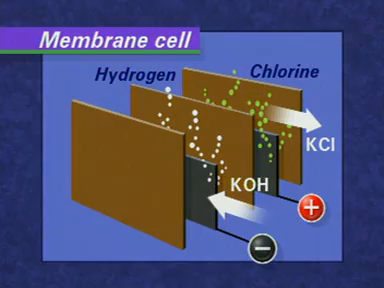 Membrane cell
Hydrogen
Chlorine
KCl
KOH
+
−